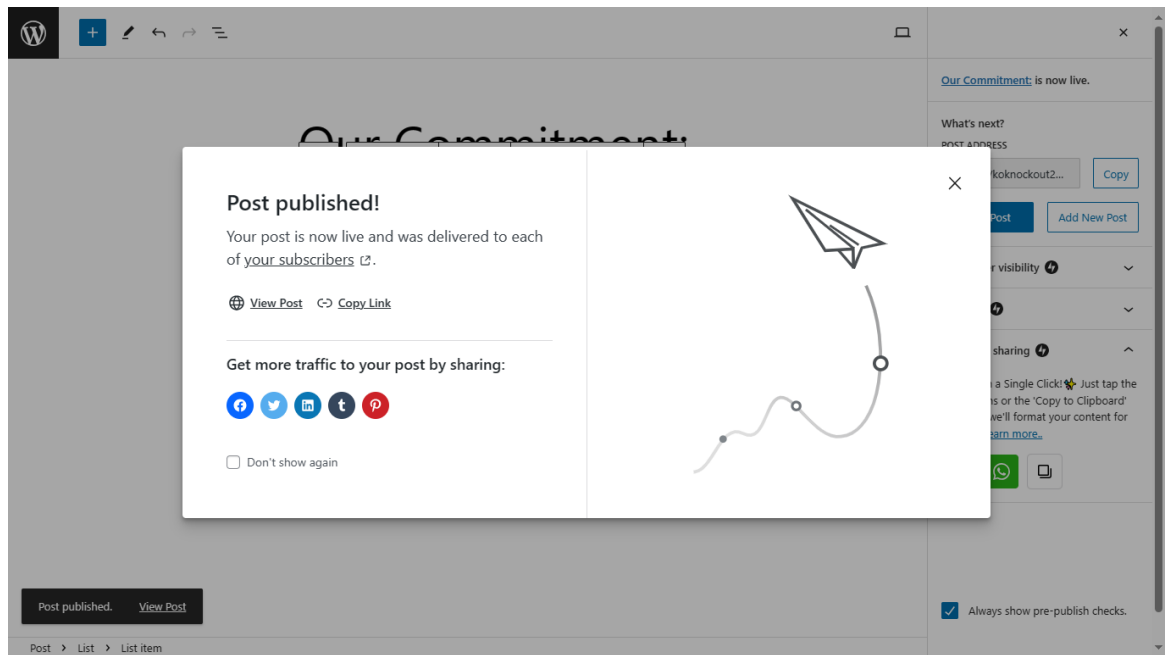 Our Commitment: is now live.
Our Commitment:
What's next?
POST ADDRESS
/koknockout2...
Copy
Post
Add New Post
r visibility
sharing
a Single Click! Just tap the
or the 'Copy to Clipboard'
we'll format your content for
earn more..
Post published!
Your post is now live and was delivered to each
of your subscribers.
View Post
Copy Link
Get more traffic to your post by sharing:
Don't show again
Post published.
View Post
Always show pre-publish checks.
Post > List > List item